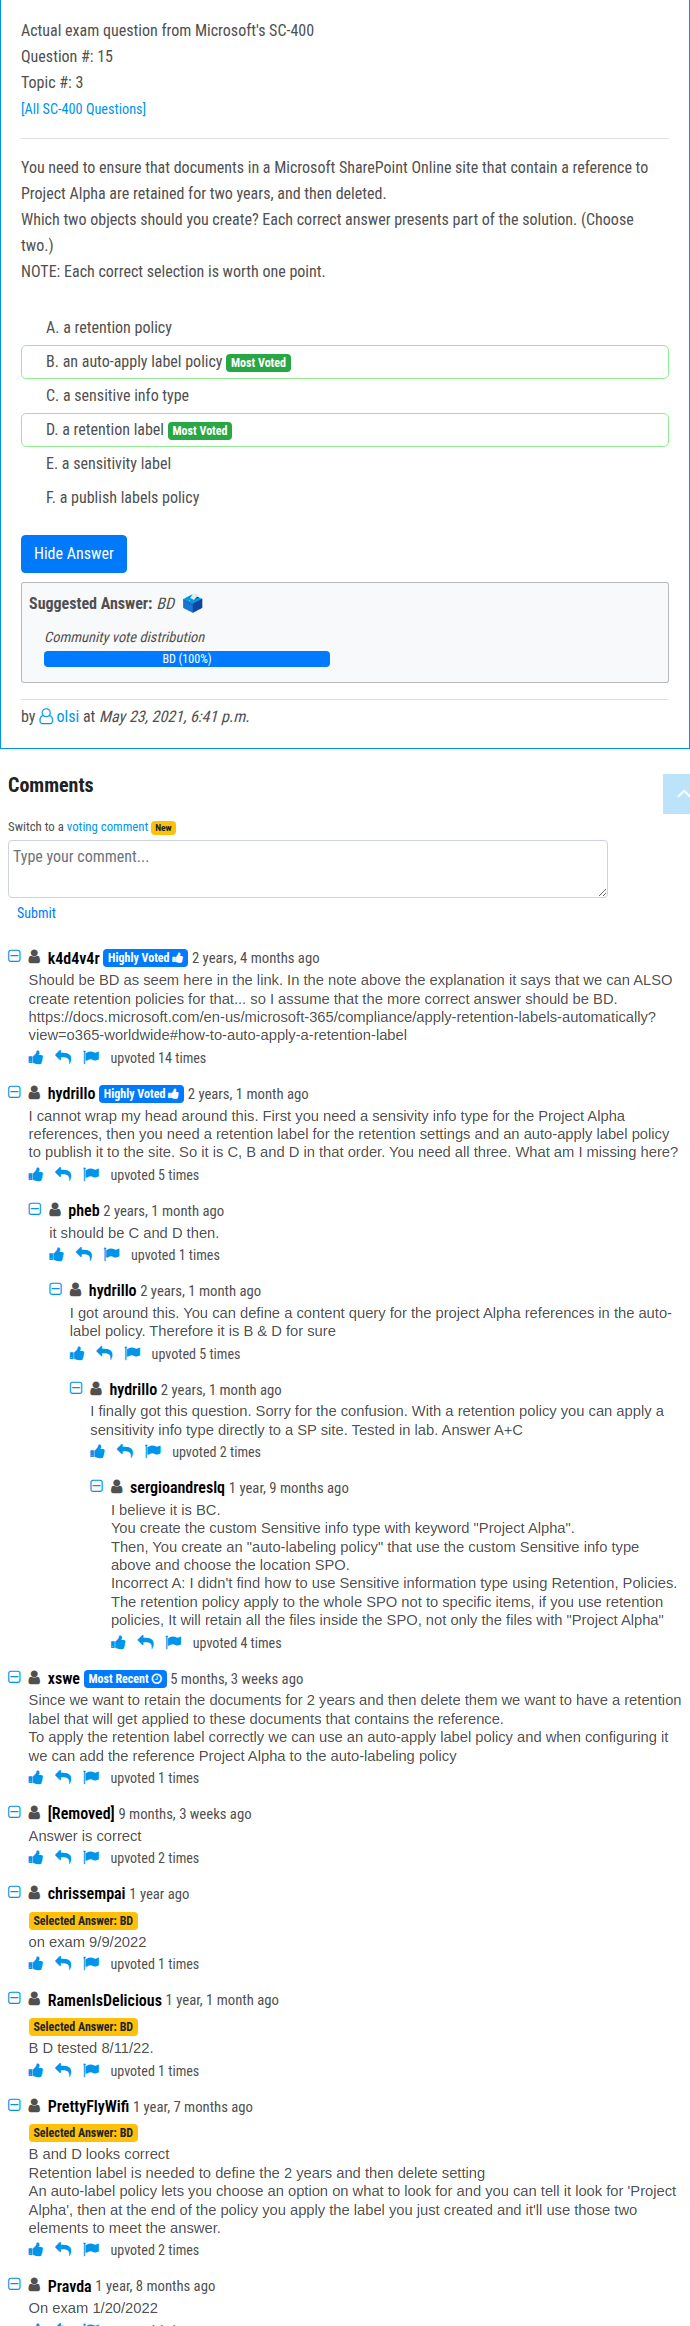 Actual exam question from Microsoft's SC-400
Question #: 15
Topic #: 3
[All SC-400 Questions]
You need to ensure that documents in a Microsoft SharePoint Online site that contain a reference to
Project Alpha are retained for two years, and then deleted.
Which two objects should you create? Each correct answer presents part of the solution. (Choose
two.)
NOTE: Each correct selection is worth one point.
A. a retention policy
B. an auto-apply label policy Most Voted
C. a sensitive info type
D. a retention label Most Voted
E. a sensitivity label
F. a publish labels policy
Hide Answer
Suggested Answer: BD
Community vote distribution
BD (100%)
by olsi at May 23, 2021, 6:41 p.m.
Comments
Switch to a voting comment New
Type your comment...
Submit
k4d4v4r Highly Voted 2 years, 4 months ago
Should be BD as seem here in the link. In the note above the explanation it says that we can ALSO
create retention policies for that... so I assume that the more correct answer should be BD.
https://docs.microsoft.com/en-us/microsoft-365/compliance/apply-retention-labels-automatically?
view=o365-worldwide#how-to-auto-apply-a-retention-label
upvoted 14 times
hydrillo Highly Voted 2 years, 1 month ago
I cannot wrap my head around this. First you need a sensivity info type for the Project Alpha
references, then you need a retention label for the retention settings and an auto-apply label policy
to publish it to the site. So it is C, B and D in that order. You need all three. What am I missing here?
upvoted 5 times
pheb 2 years, 1 month ago
it should be C and D then.
upvoted 1 times
hydrillo 2 years, 1 month ago
I got around this. You can define a content query for the project Alpha references in the auto-
label policy. Therefore it is B & D for sure
upvoted 5 times
hydrillo 2 years, 1 month ago
I finally got this question. Sorry for the confusion. With a retention policy you can apply a
sensitivity info type directly to a SP site. Tested in lab. Answer A+C
upvoted 2 times
sergioandreslq 1 year, 9 months ago
I believe it is BC.
You create the custom Sensitive info type with keyword "Project Alpha".
Then, You create an "auto-labeling policy" that use the custom Sensitive info type
above and choose the location SPO.
Incorrect A: I didn't find how to use Sensitive information type using Retention, Policies.
The retention policy apply to the whole SPO not to specific items, if you use retention
policies, It will retain all the files inside the SPO, not only the files with "Project Alpha"
upvoted 4 times
xswe Most Recent 5 months, 3 weeks ago
Since we want to retain the documents for 2 years and then delete them we want to have a retention
label that will get applied to these documents that contains the reference.
To apply the retention label correctly we can use an auto-apply label policy and when configuring it
we can add the reference Project Alpha to the auto-labeling policy
upvoted 1 times
[Removed] 9 months, 3 weeks ago
Answer is correct
upvoted 2 times
chrissempai 1 year ago
Selected Answer: BD
on exam 9/9/2022
upvoted 1 times
RamenIsDelicious 1 year, 1 month ago
Selected Answer: BD
B D tested 8/11/22.
upvoted 1 times
PrettyFlyWifi 1 year, 7 months ago
Selected Answer: BD
B and D looks correct
Retention label is needed to define the 2 years and then delete setting
An auto-label policy lets you choose an option on what to look for and you can tell it look for 'Project
Alpha', then at the end of the policy you apply the label you just created and it'll use those two
elements to meet the answer.
upvoted 2 times
Pravda 1 year, 8 months ago
On exam 1/20/2022